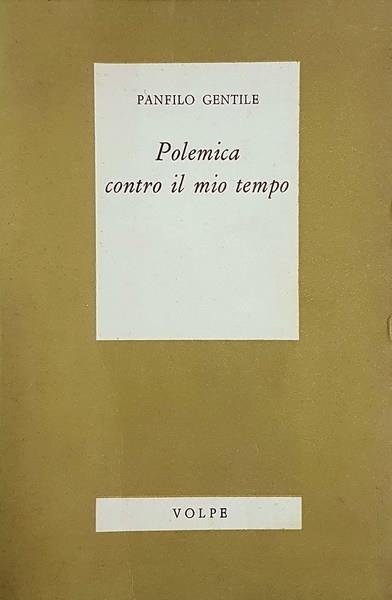 PANFILO GENTILE
Polemica
contro il mio tempo
VOLPE